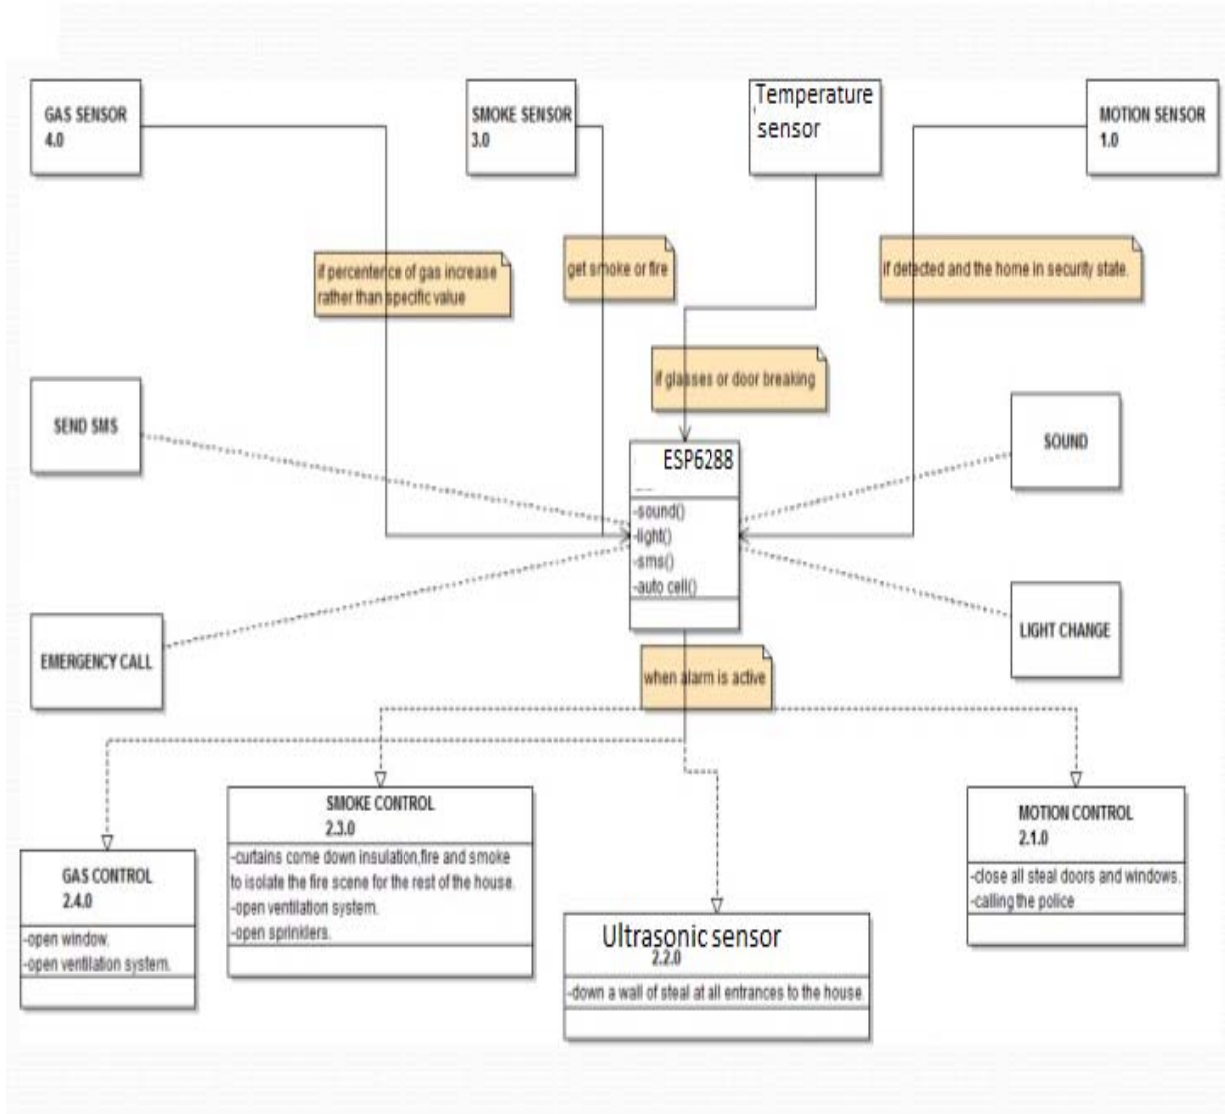 GAS SENSOR
4.0
SMOKE SENSOR
3.0
Temperature
sensor
MOTION SENSOR
1.0
if percentence of gas increase
rather than specific value
get smoke or fire
if detected and the home in security state.
if glasses or door breaking
SEND SMS
SOUND
ESP6288
-sound()
-light()
-sms()
-auto cell()
EMERGENCY CALL
LIGHT CHANGE
when alarm is active
GAS CONTROL
2.4.0
-open window.
-open ventilation system.
SMOKE CONTROL
2.3.0
-curtains come down insulation,fire and smoke
to isolate the fire scene for the rest of the house.
-open ventilation system.
-open sprinklers.
Ultrasonic sensor
2.2.0
-down a wall of steal at all entrances to the house.
MOTION CONTROL
2.1.0
-close all steal doors and windows.
-calling the police